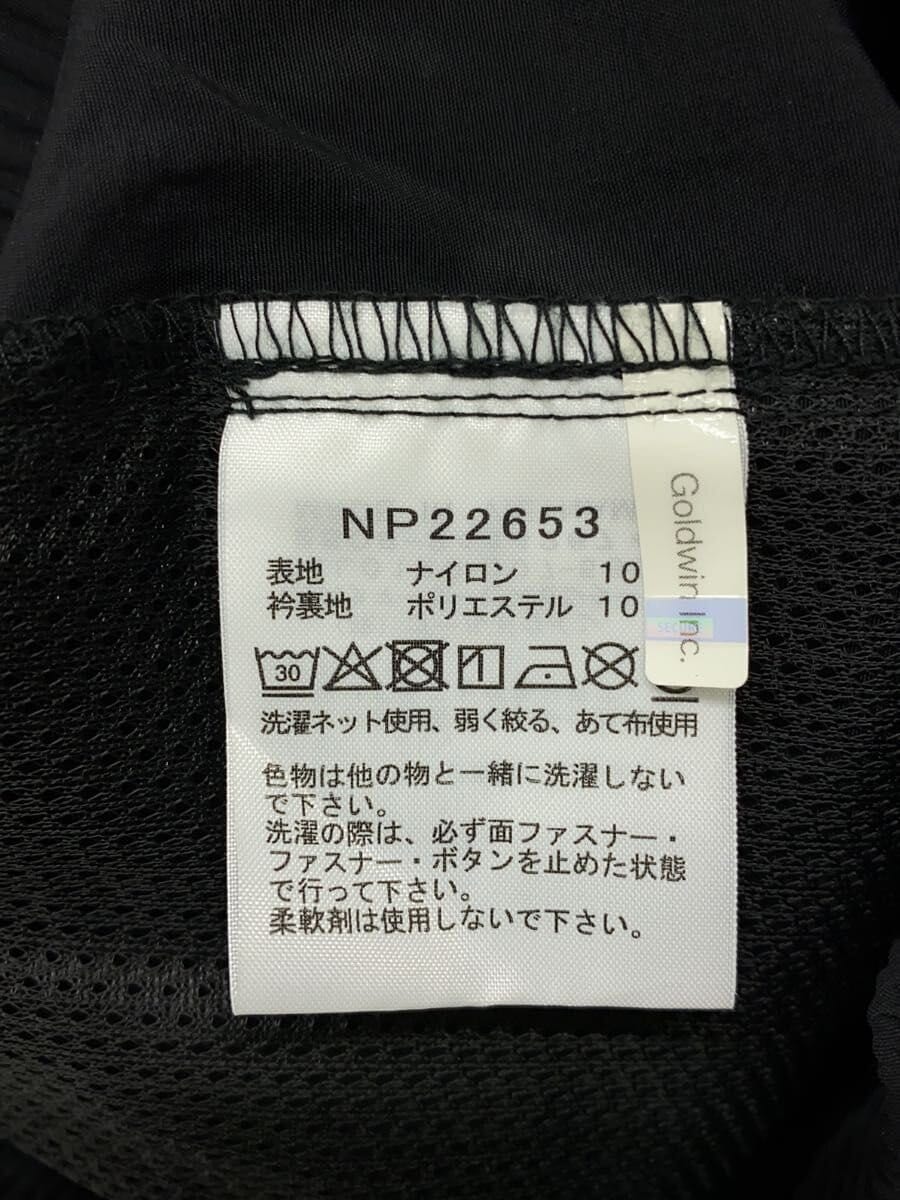 NP22653
表地 ナイロン 10
衿裏地 ポリエステル 10
Goldwin Inc.
SECURE
30
洗濯ネット使用、弱く絞る、あて布使用
色物は他の物と一緒に洗濯しない
で下さい。
洗濯の際は、必ず面ファスナー・
ファスナー・ボタンを止めた状態
で行って下さい。
柔軟剤は使用しないで下さい。